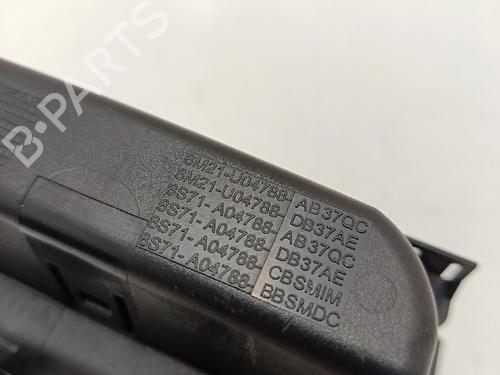 8M21-U04788-AB37QC
8M21-U04788-DB37AE
8S71-A04788-AB37QC
8S71-A04788-DB37AE
8S71-A04788-CBSMIM
8S71-A04788-BBSMDC
B-PARTS